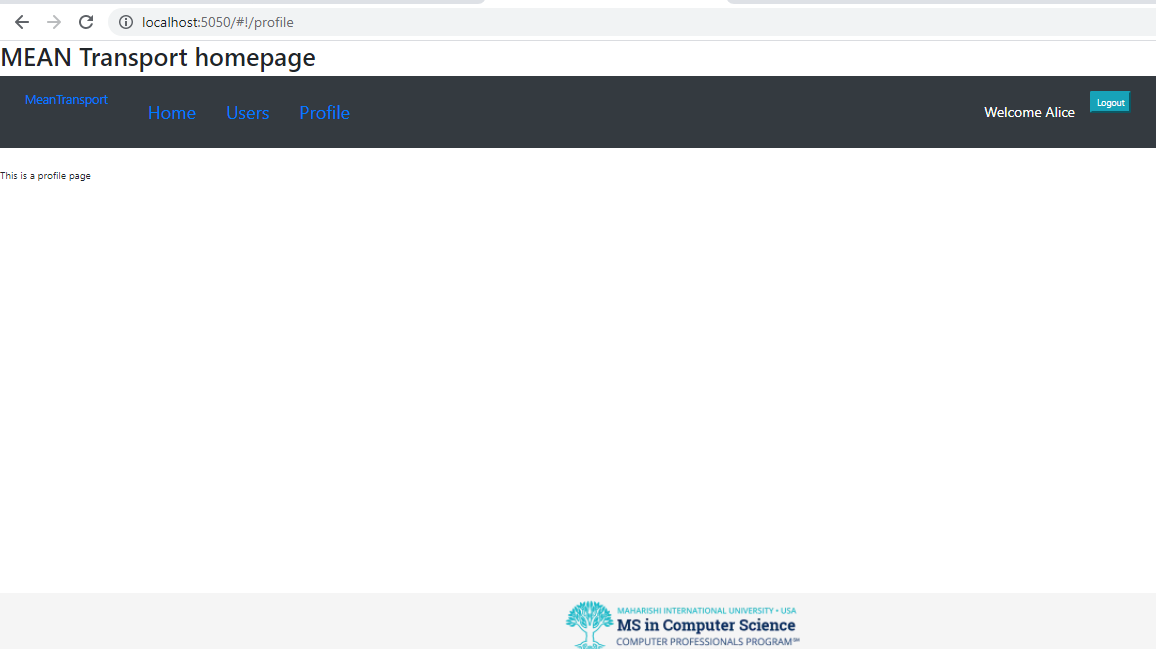 localhost:5050/#!/profile
MEAN Transport homepage
MeanTransport Home Users Profile Welcome Alice Logout
This is a profile page
MAHARISHI INTERNATIONAL UNIVERSITY • USA
MS in Computer Science
COMPUTER PROFESSIONALS PROGRAM℠